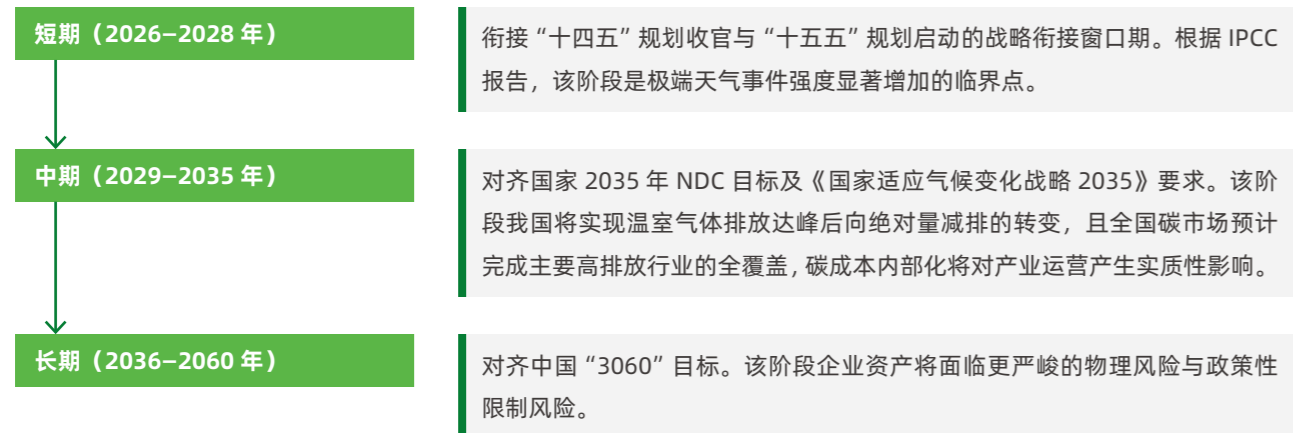 短期（2026—2028 年）
衔接“十四五”规划收官与“十五五”规划启动的战略衔接窗口期。根据 IPCC
报告，该阶段是极端天气事件强度显著增加的临界点。
中期（2029—2035 年）
对齐国家 2035 年 NDC 目标及《国家适应气候变化战略 2035》要求。该阶
段我国将实现温室气体排放达峰后向绝对量减排的转变，且全国碳市场预计
完成主要高排放行业的全覆盖，碳成本内部化将对产业运营产生实质性影响。
长期（2036—2060 年）
对齐中国“3060”目标。该阶段企业资产将面临更严峻的物理风险与政策性
限制风险。